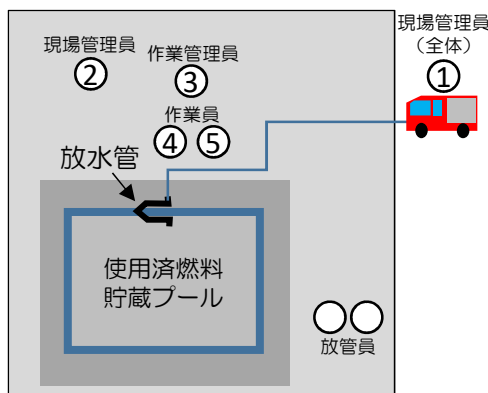 現場管理員
（全体）
①
現場管理員
②
作業管理員
③
作業員
④ ⑤
放水管
使用済燃料
貯蔵プール
放管員